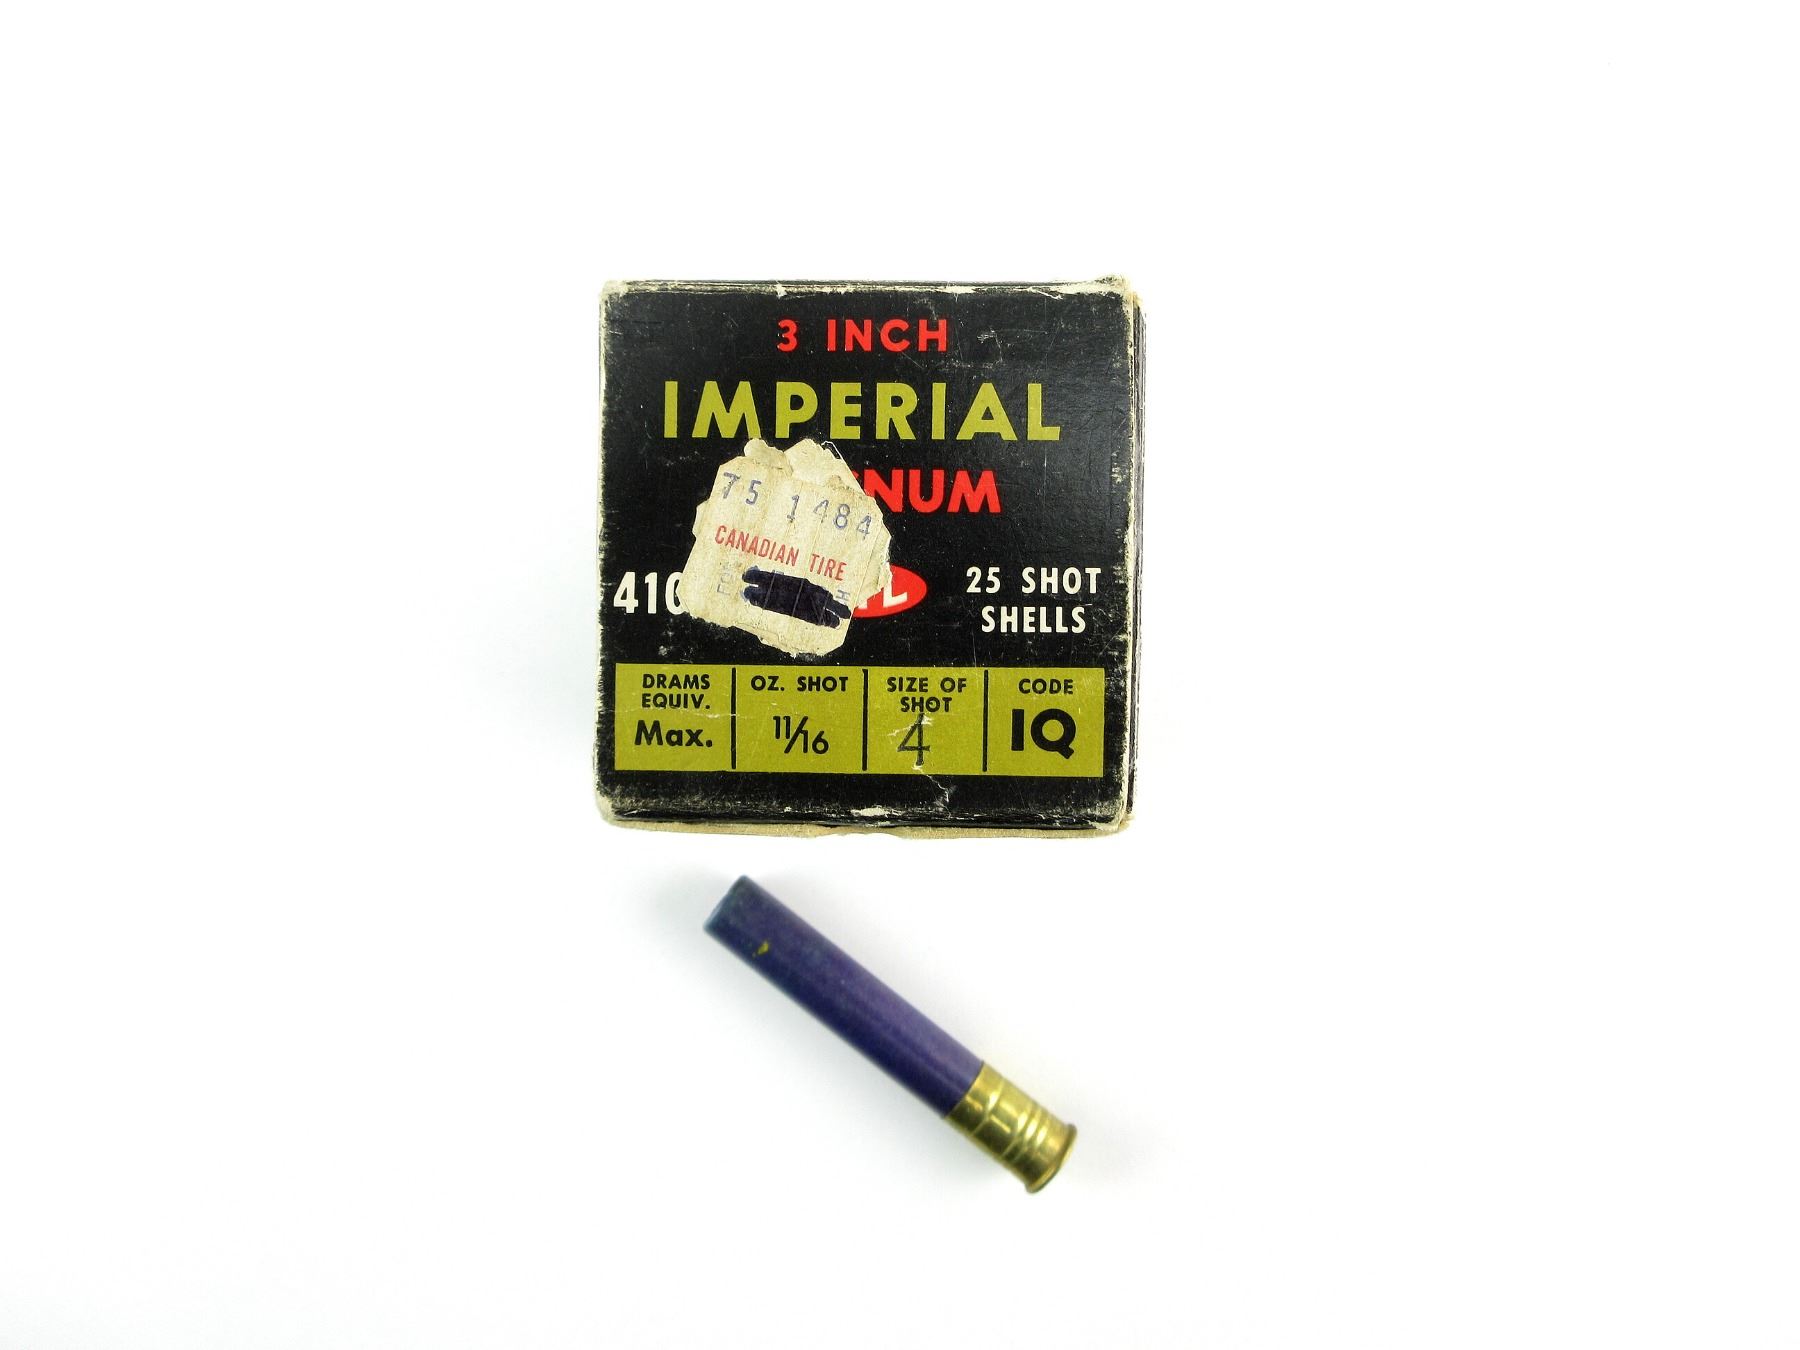 3 INCH
IMPERIAL
NUM
75 1484
CANADIAN TIRE
410
25 SHOT
SHELLS
DRAMS
EQUIV.
Max.
OZ. SHOT
11/16
SIZE OF
SHOT
4
CODE
IQ